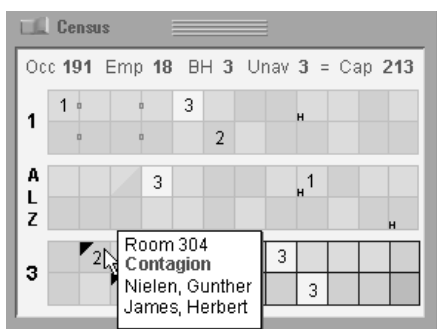 Census
Occ 191 Emp 18 BH 3 Unav 3 = Cap 213
1 3
1
H
2
A
L
Z
3
1
H
H
3
2
3
3
Room 304
Contagion
Nielen, Gunther
James, Herbert